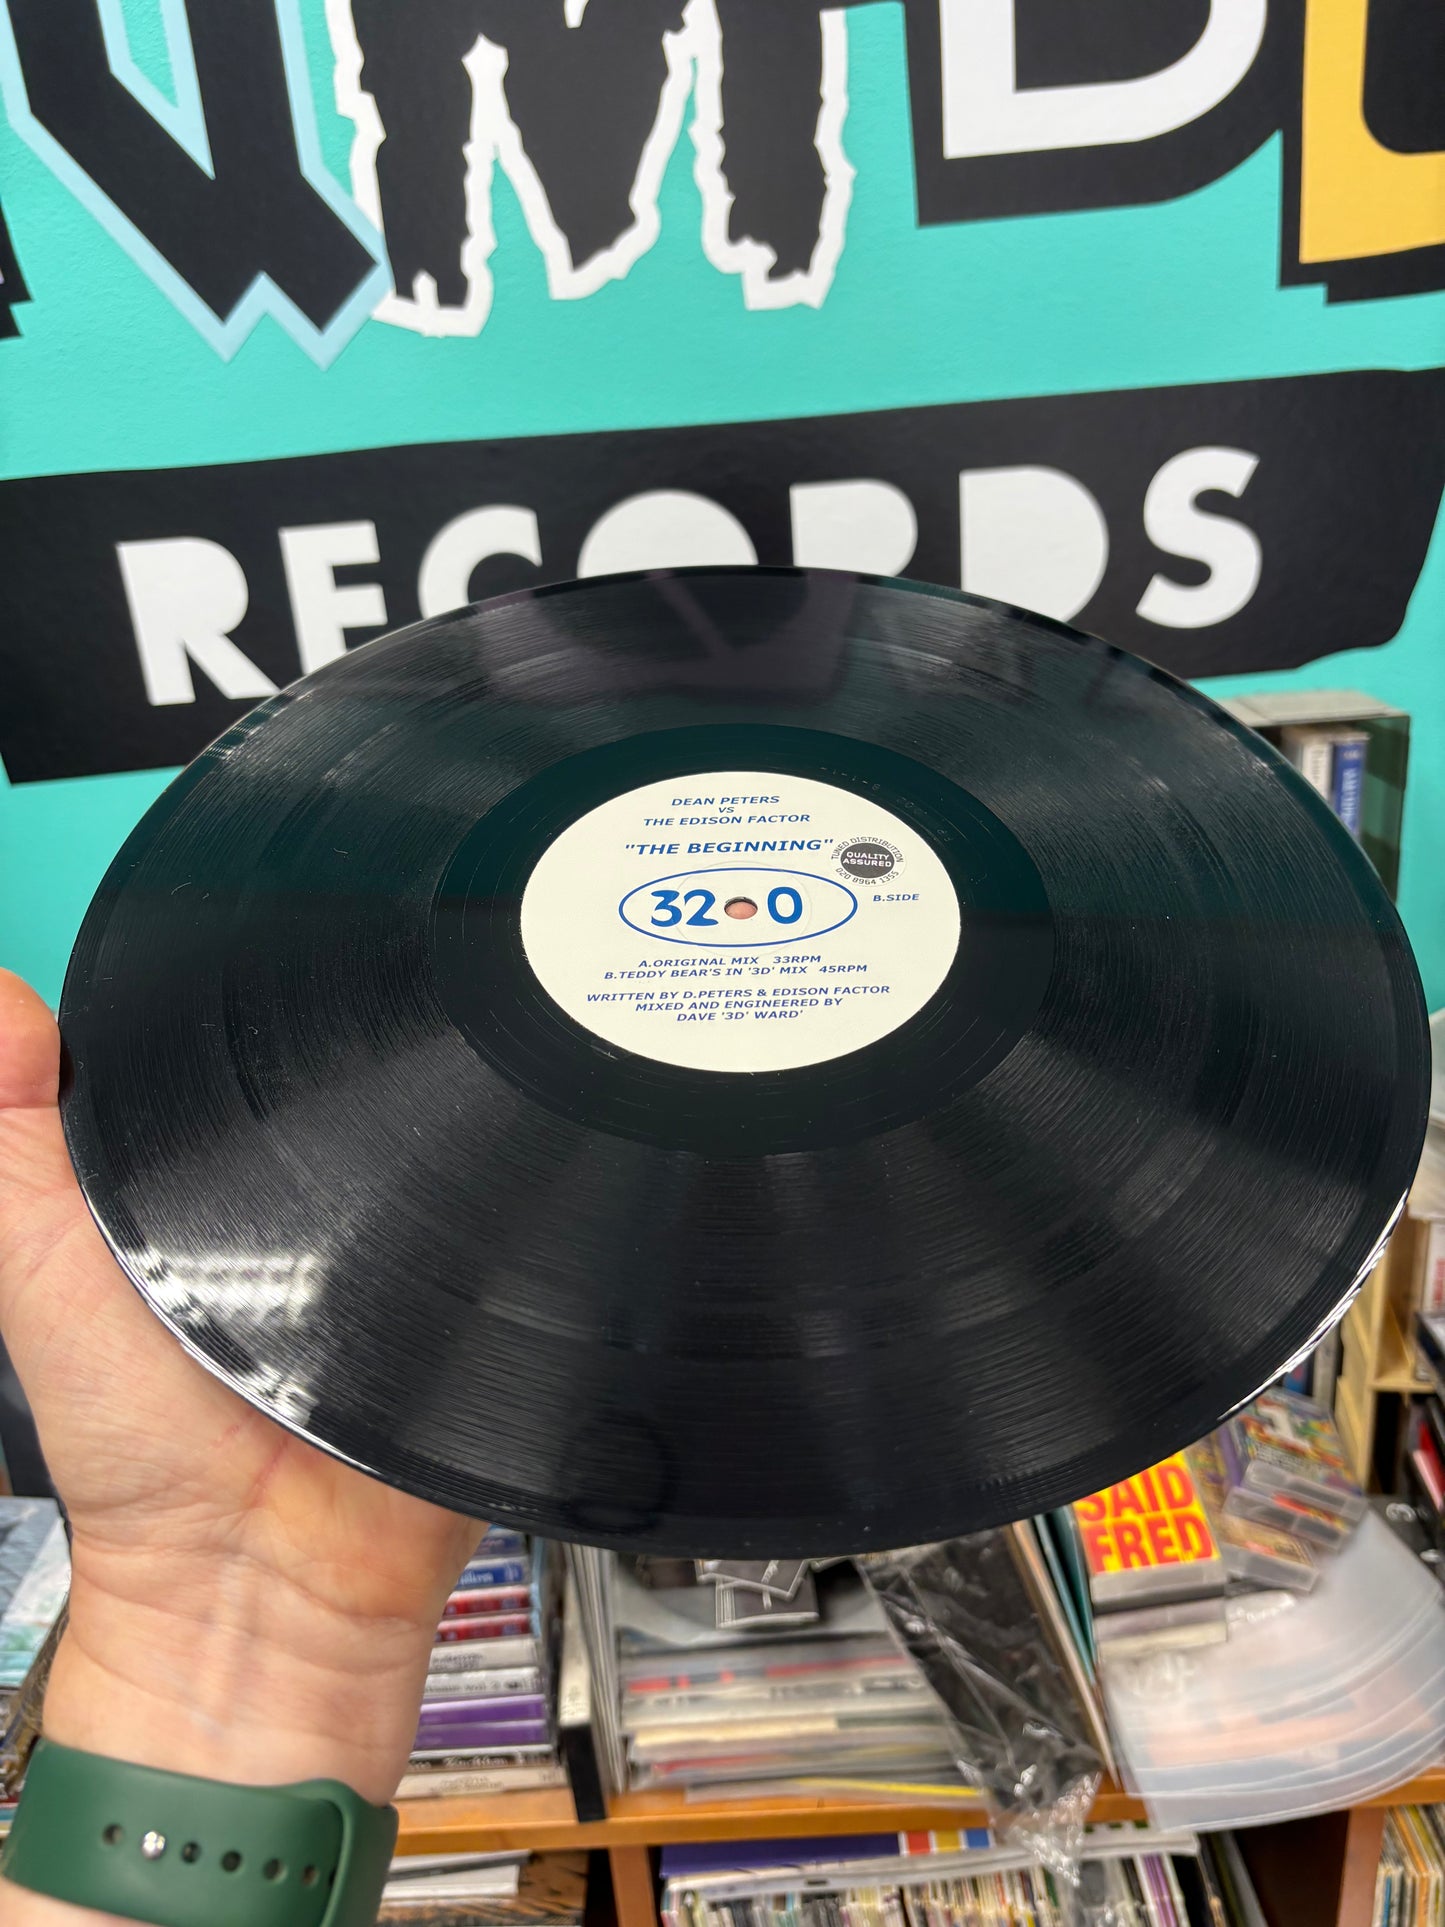 RECORDS
DEAN PETERS
VS
THE EDISON FACTOR
"THE BEGINNING"
TUNED DISTRIBUTION
QUALITY
ASSURED
020 8964 1355
32 0
B.SIDE
A.ORIGINAL MIX 33RPM
B.TEDDY BEAR'S IN '3D' MIX 45RPM
WRITTEN BY D.PETERS & EDISON FACTOR
MIXED AND ENGINEERED BY
DAVE '3D' WARD'
SAID
FRED